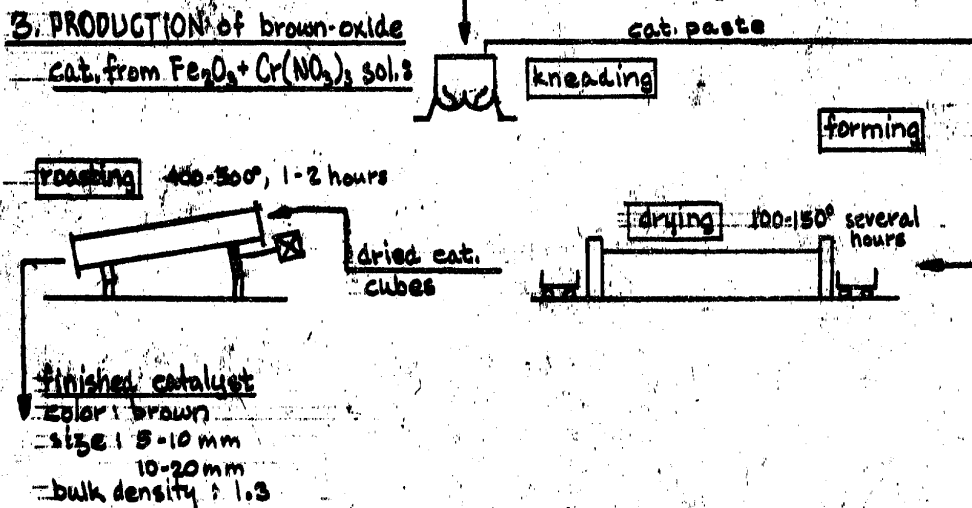 3. PRODUCTION of brown-oxide
cat. from Fe₂O₃ + Cr(NO₃)₃ sol.s
cat. paste
kneading
forming
roasting 400-500°, 1-2 hours
drying 100-150° several
hours
dried cat.
cubes
finished catalyst
color: brown
size: 5-10 mm
10-20 mm
bulk density: 1.3